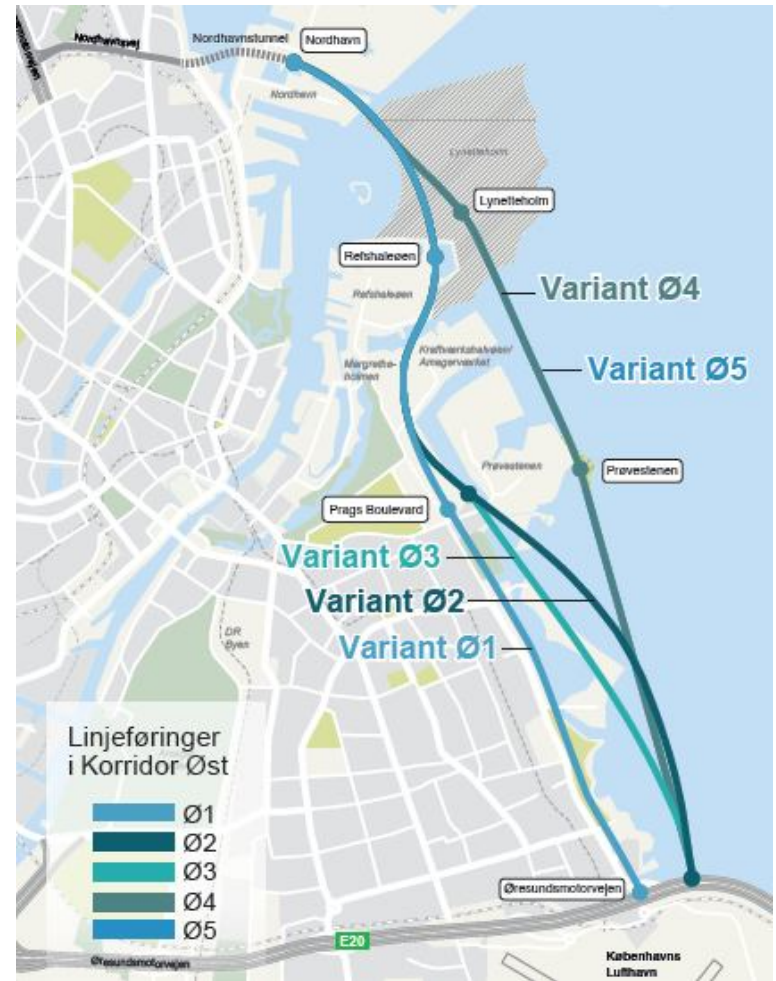 Nordhavnsvej
Nordhavnstunnel
Nordhavn
Nordhavn
Lynetteholm
Lynetteholm
Refshaleøen
Refshaleøen
Variant Ø4
Kraftværkshalvøen/
Amagerværket
Margrethe-
holmen
Variant Ø5
Prøvestenen
Prøvestenen
Prags Boulevard
Variant Ø3
Variant Ø2
DR
Byen
Variant Ø1
Linjeføringer
i Korridor Øst
Ø1
Ø2
Ø3
Ø4
Ø5
Øresundsmotorvejen
E20
Øresundsmotorvejen
Københavns
Lufthavn